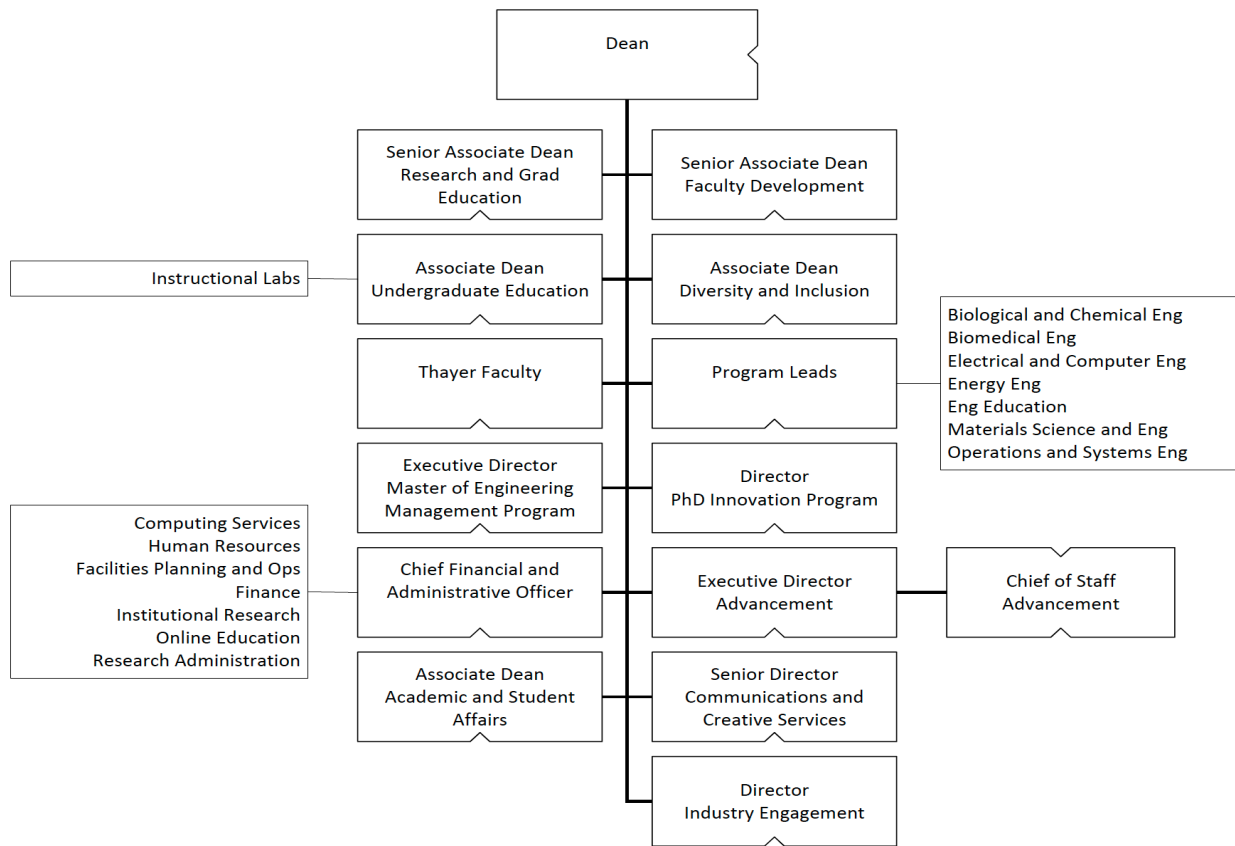 Dean
Senior Associate Dean
Research and Grad
Education
Senior Associate Dean
Faculty Development
Instructional Labs
Associate Dean
Undergraduate Education
Associate Dean
Diversity and Inclusion
Thayer Faculty
Program Leads
Biological and Chemical Eng
Biomedical Eng
Electrical and Computer Eng
Energy Eng
Eng Education
Materials Science and Eng
Operations and Systems Eng
Executive Director
Master of Engineering
Management Program
Director
PhD Innovation Program
Computing Services
Human Resources
Facilities Planning and Ops
Finance
Institutional Research
Online Education
Research Administration
Chief Financial and
Administrative Officer
Executive Director
Advancement
Chief of Staff
Advancement
Associate Dean
Academic and Student
Affairs
Senior Director
Communications and
Creative Services
Director
Industry Engagement